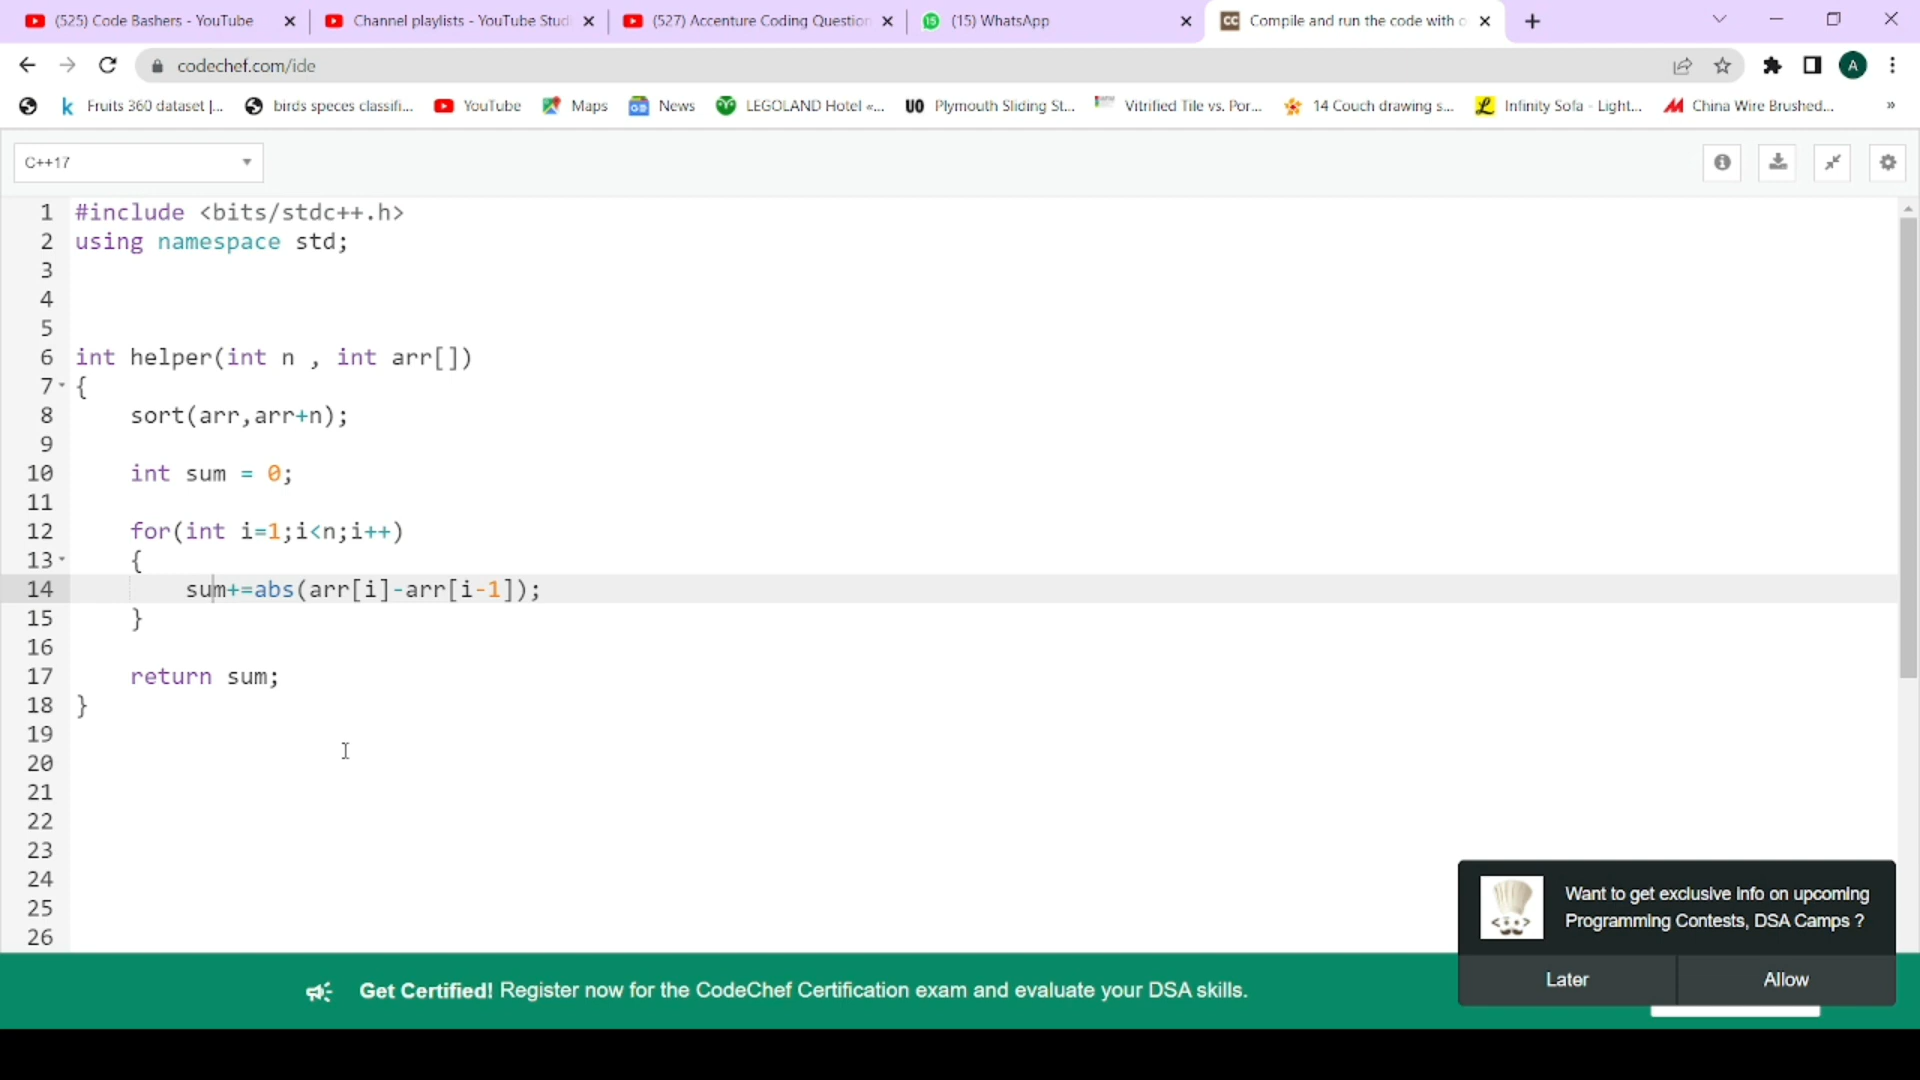 (525) Code Bashers - YouTube
Channel playlists - YouTube Stud
(527) Accenture Coding Question
15
(15) WhatsApp
CC
Compile and run the code with o
codechef.com/ide
A
k Fruits 360 dataset |...
birds speces classifi...
YouTube
Maps
News
LEGOLAND Hotel «...
UO Plymouth Sliding St...
Vitrified Tile vs. Por...
14 Couch drawing s...
Infinity Sofa - Light...
China Wire Brushed...
»
C++17
1 #include <bits/stdc++.h>
2 using namespace std;
3
4
5
6 int helper(int n , int arr[])
7 {
8 sort(arr,arr+n);
9
10 int sum = 0;
11
12 for(int i=1;i<n;i++)
13 {
14 sum+=abs(arr[i]-arr[i-1]);
15 }
16
17 return sum;
18 }
19
20
21
22
23
24
25
26
Want to get exclusive info on upcoming
Programming Contests, DSA Camps ?
Later
Allow
Get Certified! Register now for the CodeChef Certification exam and evaluate your DSA skills.